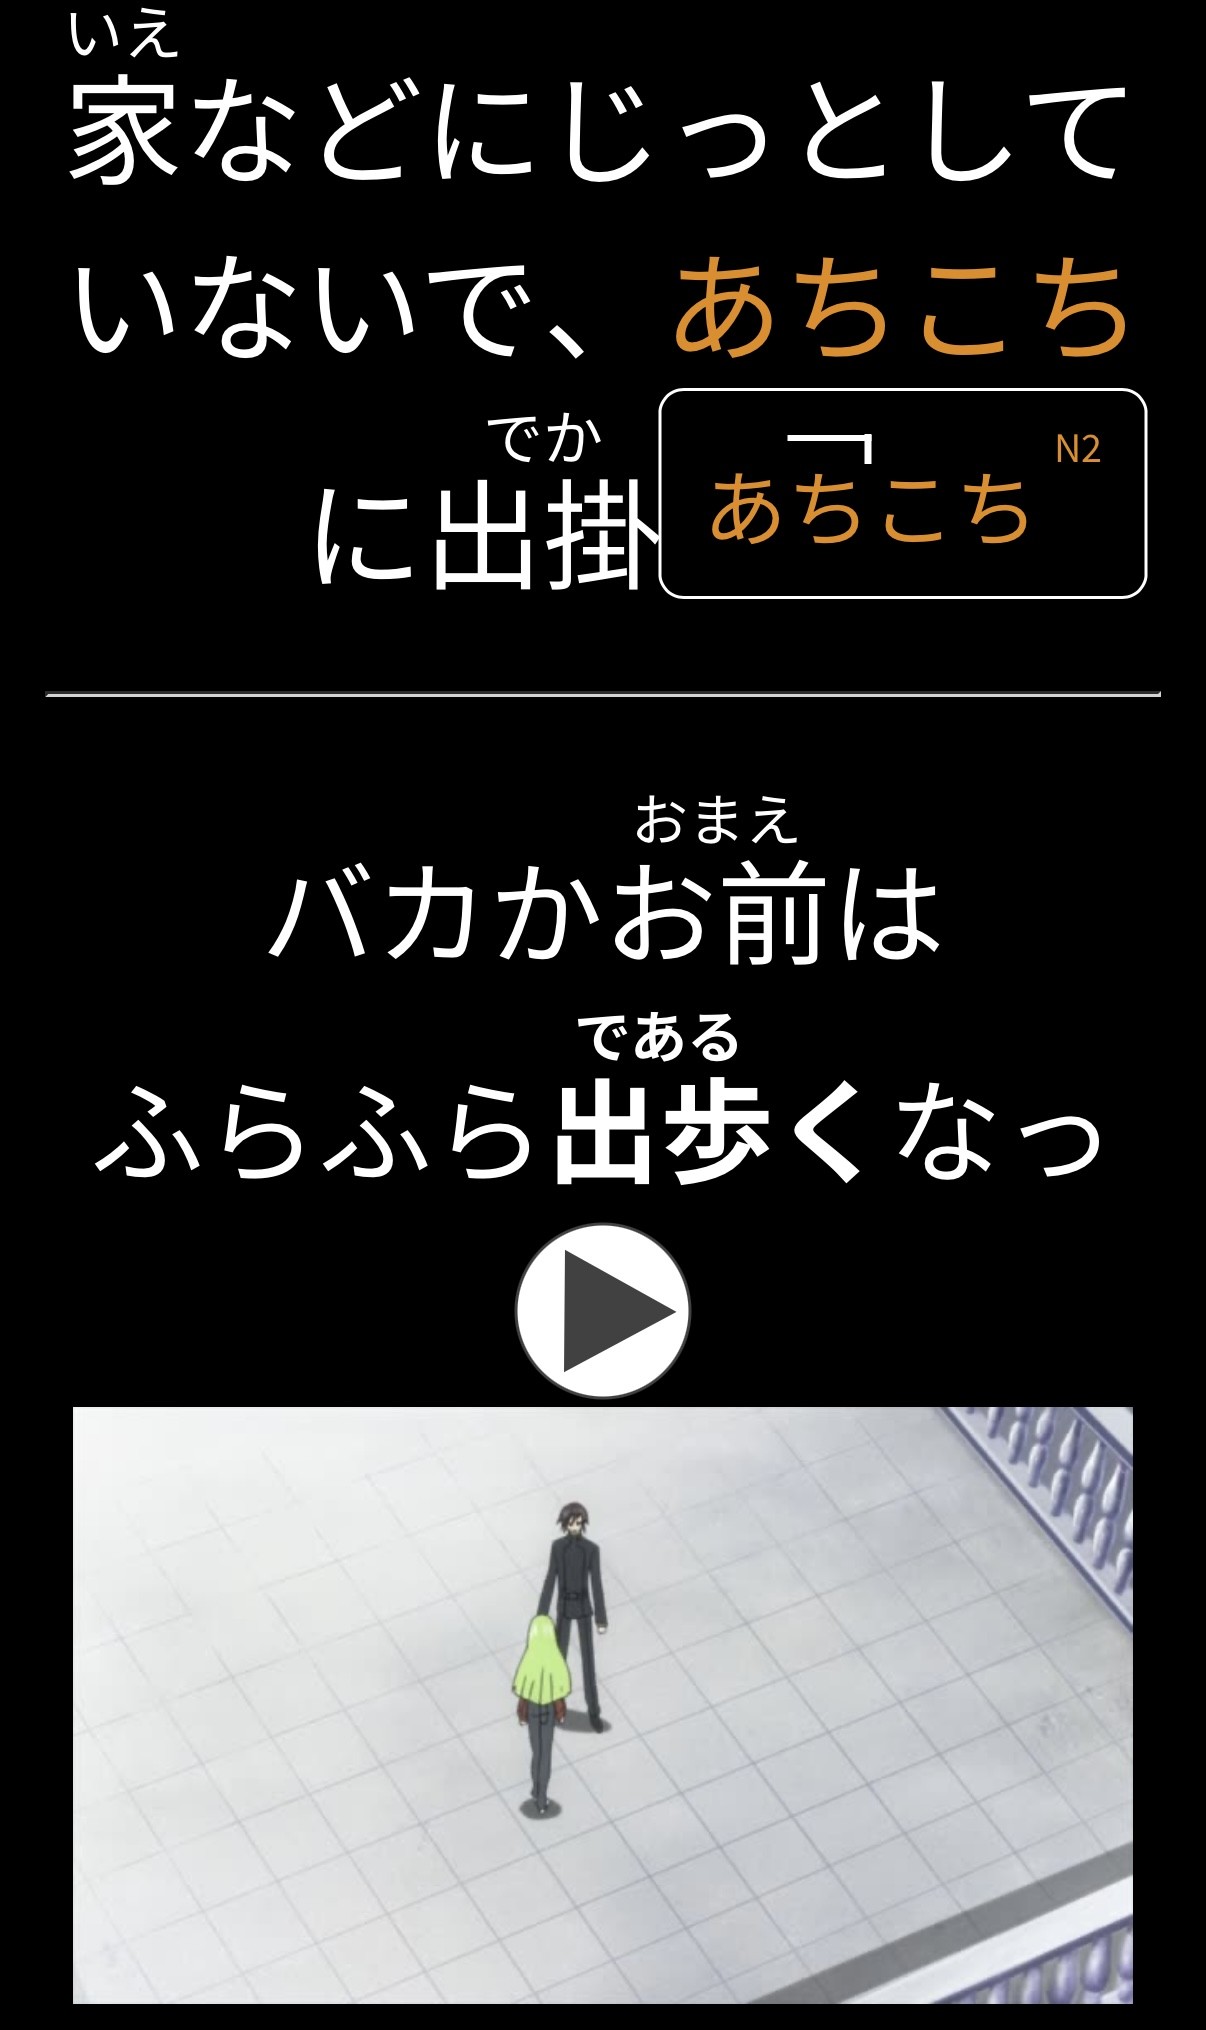 いえ
家などにじっとして
いないで、あちこち
でか
に出掛
あちこち N2
おまえ
バカかお前は
である
ふらふら出歩くなっ